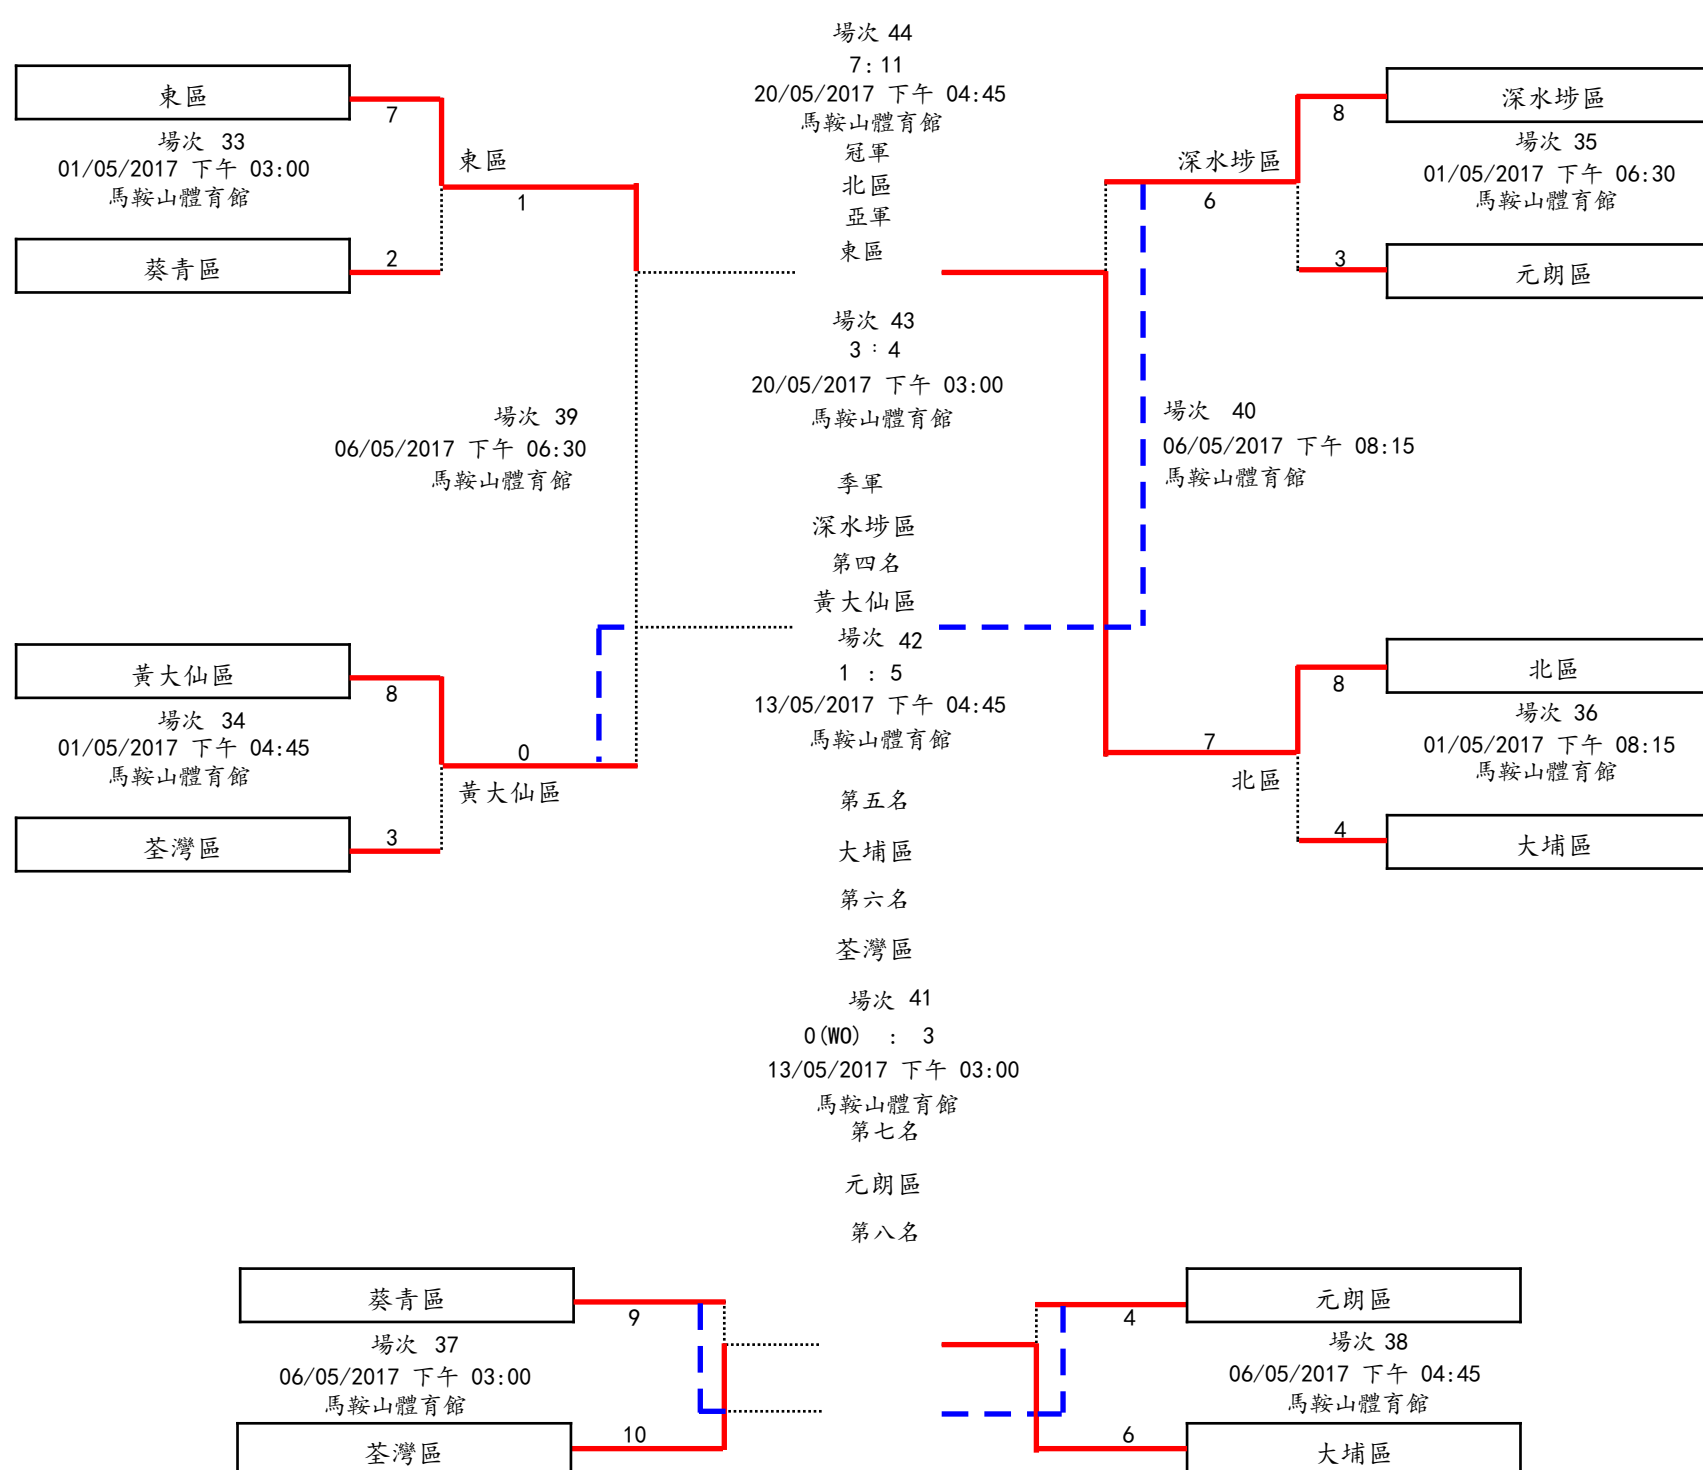 場次 44
7:11
20/05/2017 下午 04:45
馬鞍山體育館
冠軍
北區
亞軍
東區
東區
7
場次 33
01/05/2017 下午 03:00
馬鞍山體育館
東區
1
葵青區
2
深水埗區
8
場次 35
01/05/2017 下午 06:30
馬鞍山體育館
深水埗區
6
元朗區
3
場次 43
3 : 4
20/05/2017 下午 03:00
馬鞍山體育館
場次 39
06/05/2017 下午 06:30
馬鞍山體育館
場次 40
06/05/2017 下午 08:15
馬鞍山體育館
季軍
深水埗區
第四名
黃大仙區
場次 42
1 : 5
13/05/2017 下午 04:45
馬鞍山體育館
黃大仙區
8
場次 34
01/05/2017 下午 04:45
馬鞍山體育館
0
黃大仙區
荃灣區
3
北區
8
場次 36
01/05/2017 下午 08:15
馬鞍山體育館
7
北區
大埔區
4
第五名
大埔區
第六名
荃灣區
場次 41
0(WO) : 3
13/05/2017 下午 03:00
馬鞍山體育館
第七名
元朗區
第八名
葵青區
9
場次 37
06/05/2017 下午 03:00
馬鞍山體育館
荃灣區
10
元朗區
4
場次 38
06/05/2017 下午 04:45
馬鞍山體育館
大埔區
6